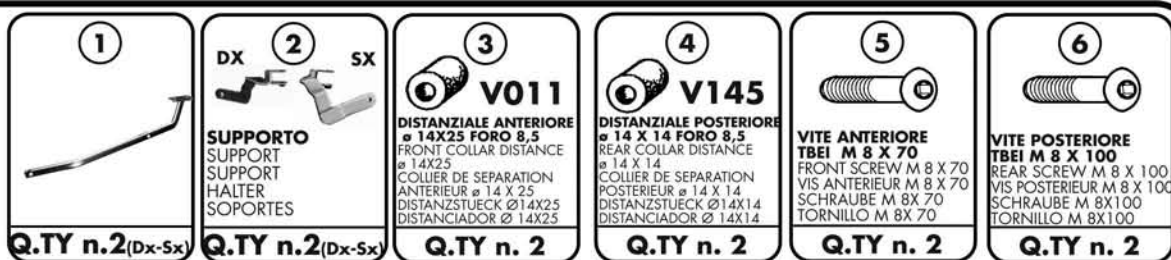 1
Q.TY n.2(Dx-Sx)
2
DX
SX
SUPPORTO
SUPPORT
SUPPORT
HALTER
SOPORTES
Q.TY n.2(Dx-Sx)
3
V011
DISTANZIALE ANTERIORE
ø 14X25 FORO 8,5
FRONT COLLAR DISTANCE
ø 14X25
COLLIER DE SEPARATION
ANTERIEUR ø 14 X 25
DISTANZSTUECK Ø14X25
DISTANCIADOR Ø 14X25
Q.TY n. 2
4
V145
DISTANZIALE POSTERIORE
ø 14 X 14 FORO 8,5
REAR COLLAR DISTANCE
ø 14 X 14
COLLIER DE SEPARATION
POSTERIEUR ø 14 X 14
DISTANZSTUECK Ø14X14
DISTANCIADOR Ø 14X14
Q.TY n. 2
5
VITE ANTERIORE
TBEI M 8 X 70
FRONT SCREW M 8 X 70
VIS ANTERIEUR M 8 X 70
SCHRAUBE M 8X 70
TORNILLO M 8X 70
Q.TY n. 2
6
VITE POSTERIORE
TBEI M 8 X 100
REAR SCREW M 8 X 100
VIS POSTERIEUR M 8 X 100
SCHRAUBE M 8X100
TORNILLO M 8X100
Q.TY n. 2